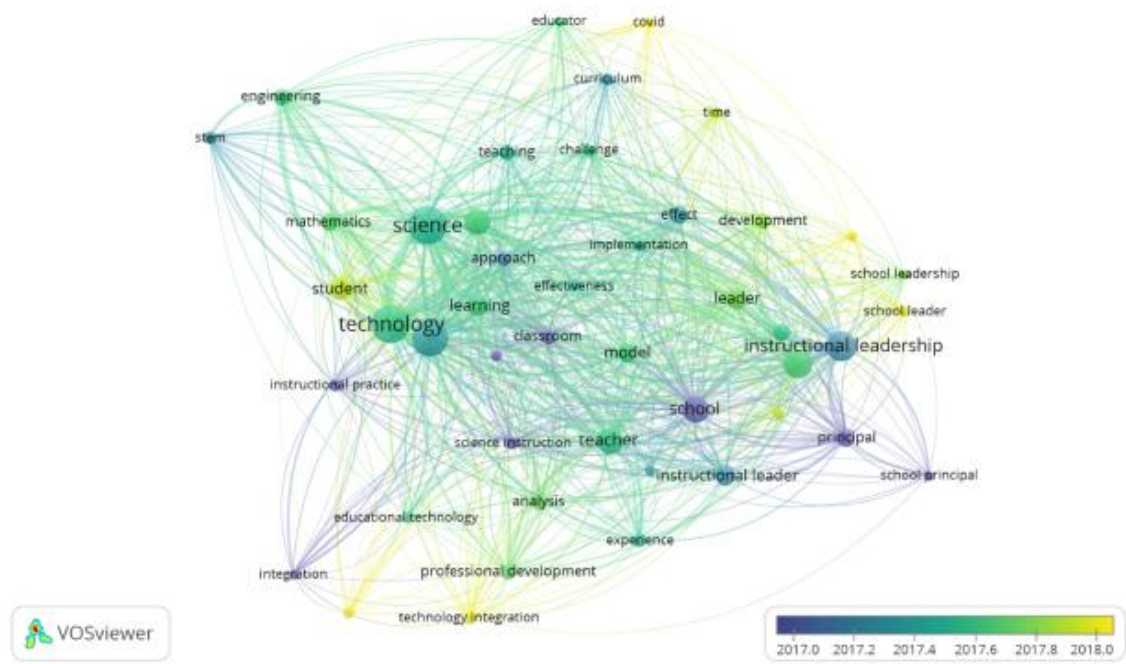 educator
covid
curriculum
engineering
time
stem
teaching
challenge
mathematics
science
effect
development
implementation
approach
school leadership
effectiveness
student
learning
leader
school leader
technology
classroom
model
instructional leadership
instructional practice
school
science instruction
teacher
principal
instructional leader
school principal
analysis
educational technology
experience
integration
professional development
technology integration
VOSviewer
2017.0 2017.2 2017.4 2017.6 2017.8 2018.0